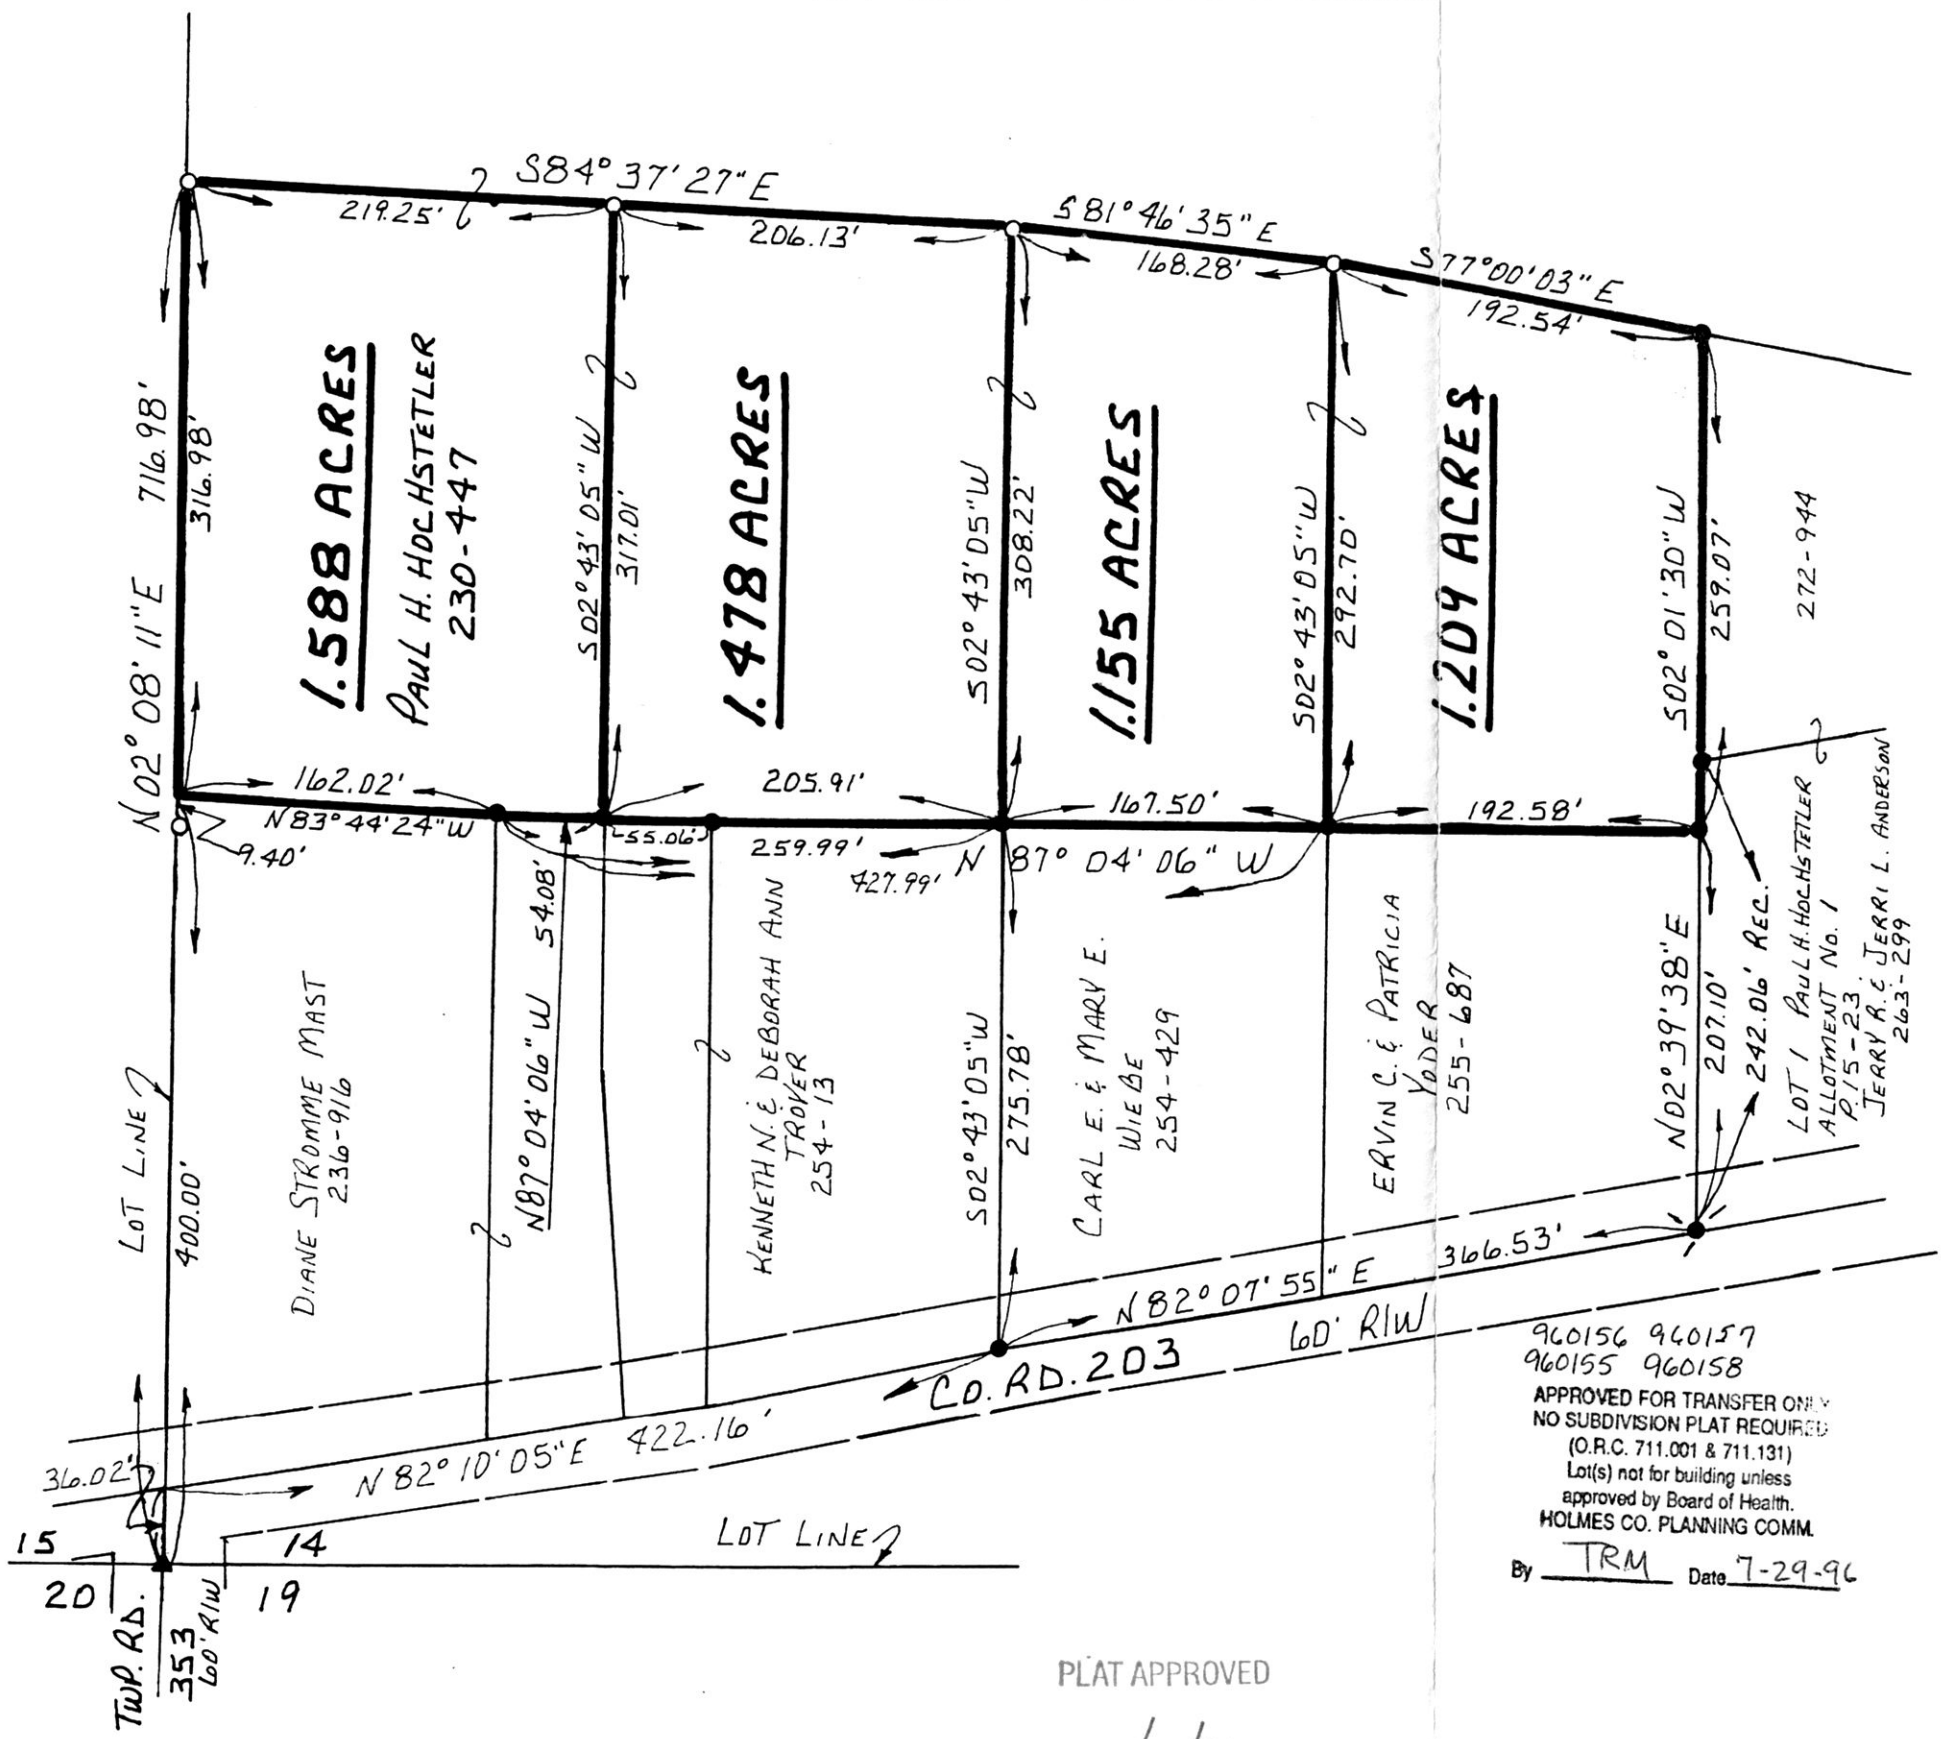 S84° 37' 27" E
219.25'
206.13'
S81° 46' 35" E
168.28'
S77° 00' 03" E
192.54'
N 02° 08' 11" E 716.98'
316.98'
1.588 ACRES
PAUL H. HOCHSTETLER
230-447
S02° 43' 05" W
317.01'
1.478 ACRES
S02° 43' 05" W
308.22'
1.155 ACRES
S02° 43' 05" W
292.70'
1.209 ACRES
S02° 01' 30" W
259.07'
272-944
162.02'
N83° 44' 24" W
9.40'
205.91'
55.06'
259.99'
427.99'
N 87° 04' 06" W
167.50'
192.58'
LOT LINE
400.00'
DIANE STROMME MAST
236-916
N87° 04' 06" W 54.08'
KENNETH N. & DEBORAH ANN
TROYER
254-13
S02° 43' 05" W
275.78'
CARL E. & MARY E.
WIEBE
254-429
ERVIN C. & PATRICIA
YODER
255-687
N02° 39' 38" E
207.10'
242.06' REC.
LOT 1 PAUL H. HOCHSTETLER
ALLOTMENT No. 1
P.15-23
JERRY R. & JERRI L. ANDERSON
263-299
N 82° 07' 55" E
366.53'
60' R/W
CO. RD. 203
N 82° 10' 05" E 422.16'
36.02'
LOT LINE
15
14
20
19
TWP. RD.
353
60' R/W
960156 960157
960155 960158
APPROVED FOR TRANSFER ONLY
NO SUBDIVISION PLAT REQUIRED
(O.R.C. 711.001 & 711.131)
Lot(s) not for building unless
approved by Board of Health.
HOLMES CO. PLANNING COMM.
By TRM Date 7-29-96
PLAT APPROVED